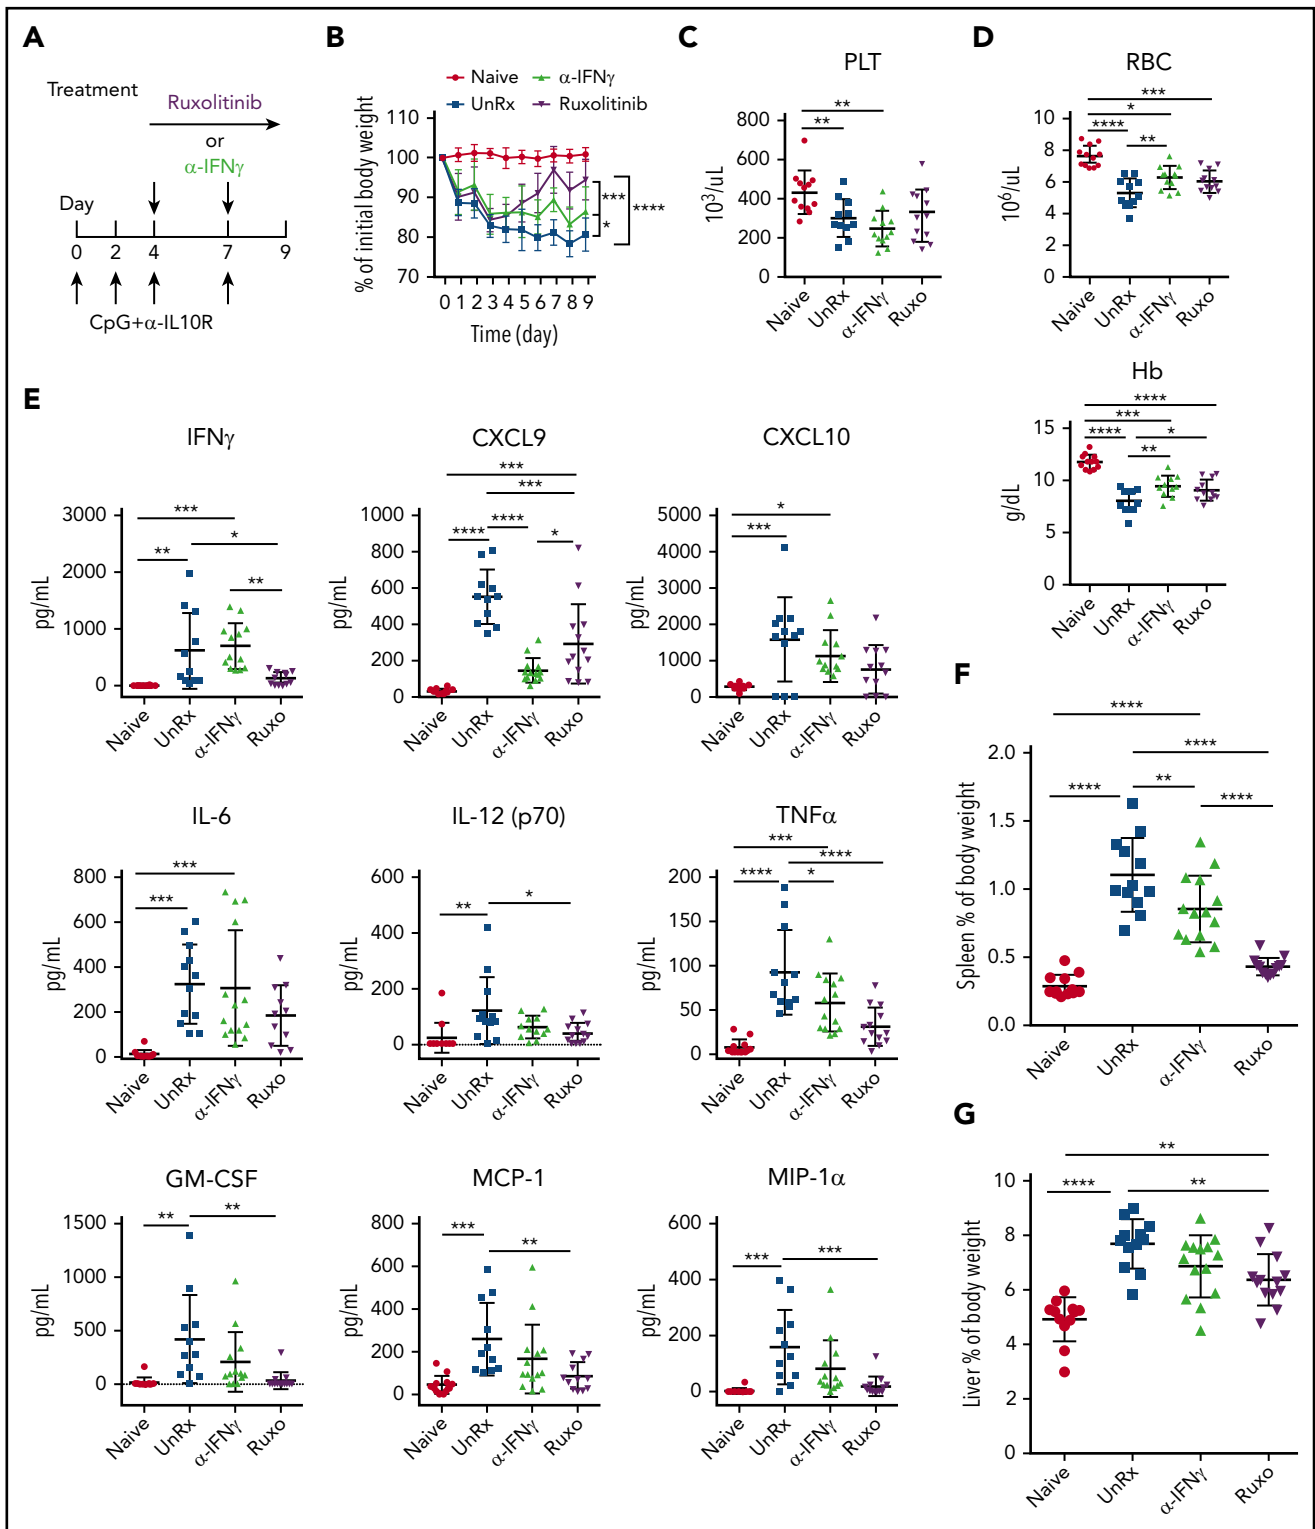 A
Treatment
Ruxolitinib
or
α-IFNγ
Day
0 2 4 7 9
CpG+α-IL10R
B
Naive α-IFNγ
UnRx Ruxolitinib
% of initial body weight
110
100
90
80
70
***
*
****
0 1 2 3 4 5 6 7 8 9
Time (day)
C
PLT
10³/uL
800
600
400
200
0
**
**
Naive UnRx α-IFNγ Ruxo
D
RBC
10⁶/uL
10
8
6
4
2
0
***
*
****
**
Naive UnRx α-IFNγ Ruxo
Hb
g/dL
15
10
5
0
****
***
****
*
**
Naive UnRx α-IFNγ Ruxo
E
IFNγ
pg/mL
3000
2000
1000
0
***
*
**
**
Naive UnRx α-IFNγ Ruxo
CXCL9
pg/mL
1000
800
600
400
200
0
***
***
****
****
*
Naive UnRx α-IFNγ Ruxo
CXCL10
pg/mL
5000
4000
3000
2000
1000
0
*
***
Naive UnRx α-IFNγ Ruxo
IL-6
pg/mL
800
600
400
200
0
***
***
Naive UnRx α-IFNγ Ruxo
IL-12 (p70)
pg/mL
600
400
200
0
*
**
Naive UnRx α-IFNγ Ruxo
TNFα
pg/mL
200
150
100
50
0
***
****
****
*
Naive UnRx α-IFNγ Ruxo
GM-CSF
pg/mL
1500
1000
500
0
**
**
Naive UnRx α-IFNγ Ruxo
MCP-1
pg/mL
800
600
400
200
0
***
**
Naive UnRx α-IFNγ Ruxo
MIP-1α
pg/mL
600
400
200
0
***
***
Naive UnRx α-IFNγ Ruxo
F
Spleen % of body weight
2.0
1.5
1.0
0.5
0.0
****
****
****
**
****
Naive UnRx α-IFNγ Ruxo
G
Liver % of body weight
10
8
6
4
2
0
**
****
**
Naive UnRx α-IFNγ Ruxo